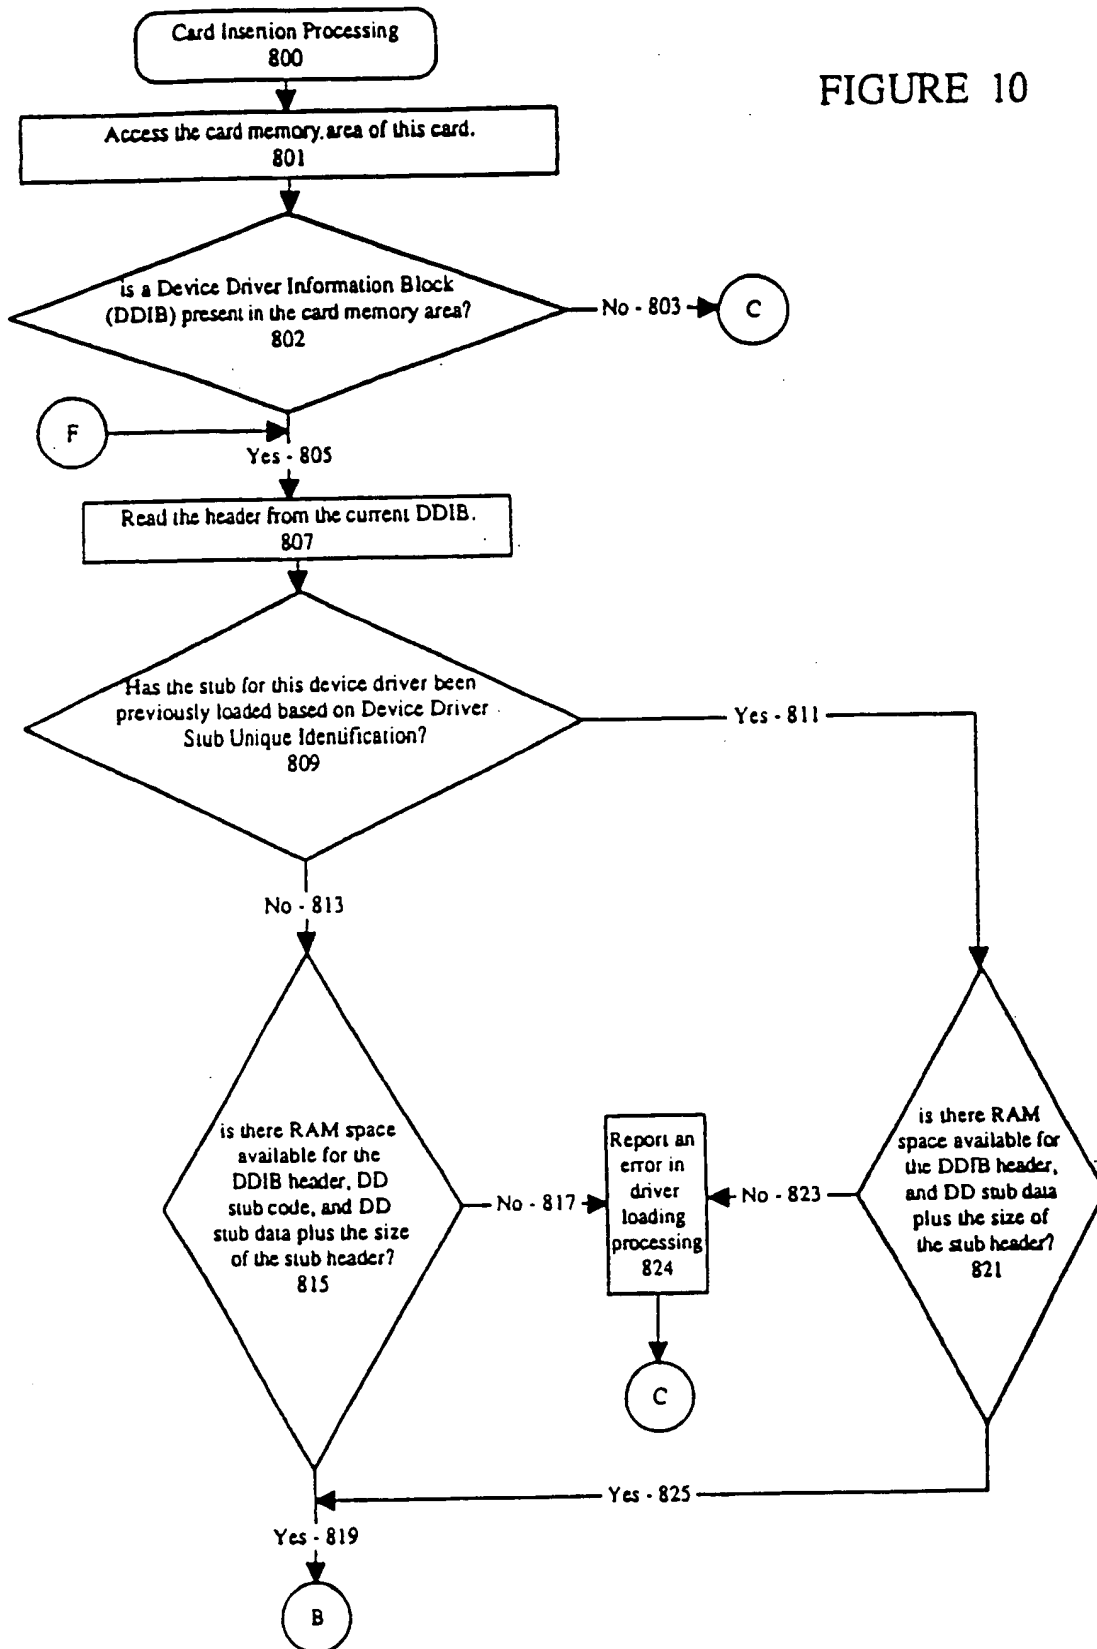 Card Insertion Processing
800
FIGURE 10
Access the card memory area of this card.
801
is a Device Driver Information Block
(DDIB) present in the card memory area?
802
No - 803
C
F
Yes - 805
Read the header from the current DDIB.
807
Has the stub for this device driver been
previously loaded based on Device Driver
Stub Unique Identification?
809
Yes - 811
No - 813
is there RAM space
available for the
DDIB header, DD
stub code, and DD
stub data plus the size
of the stub header?
815
No - 817
Report an
error in
driver
loading
processing
824
No - 823
is there RAM
space available for
the DDIB header,
and DD stub data
plus the size of
the stub header?
821
C
Yes - 825
Yes - 819
B